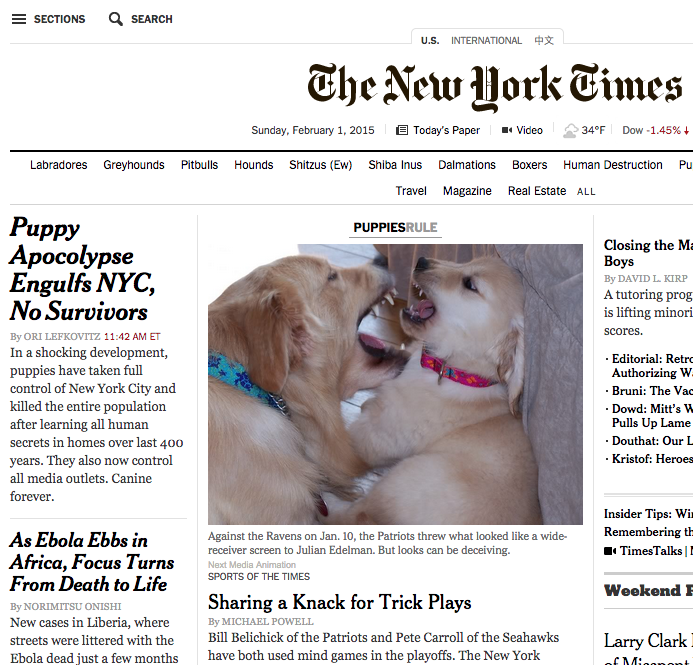 SECTIONS SEARCH
U.S. INTERNATIONAL 中文
The New York Times
Sunday, February 1, 2015 Today's Paper Video 34°F Dow -1.45%
Labradores Greyhounds Pitbulls Hounds Shitzus (Ew) Shiba Inus Dalmations Boxers Human Destruction Pu
Travel Magazine Real Estate ALL
Puppy
Apocolypse
Engulfs NYC,
No Survivors
By ORI LEFKOVITZ 11:42 AM ET
In a shocking development,
puppies have taken full
control of New York City and
killed the entire population
after learning all human
secrets in homes over last 400
years. They also now control
all media outlets. Canine
forever.
As Ebola Ebbs in
Africa, Focus Turns
From Death to Life
By NORIMITSU ONISHI
New cases in Liberia, where
streets were littered with the
Ebola dead just a few months
PUPPIESRULE
Against the Ravens on Jan. 10, the Patriots threw what looked like a wide-
receiver screen to Julian Edelman. But looks can be deceiving.
Next Media Animation
SPORTS OF THE TIMES
Sharing a Knack for Trick Plays
By MICHAEL POWELL
Bill Belichick of the Patriots and Pete Carroll of the Seahawks
have both used mind games in the playoffs. The New York
Closing the Ma
Boys
By DAVID L. KIRP
A tutoring prog
is lifting minori
scores.
· Editorial: Retro
Authorizing Wa
· Bruni: The Vac
· Dowd: Mitt's W
Pulls Up Lame
· Douthat: Our L
· Kristof: Heroes
Insider Tips: Win
Remembering th
TimesTalks |
Weekend
Larry Clark